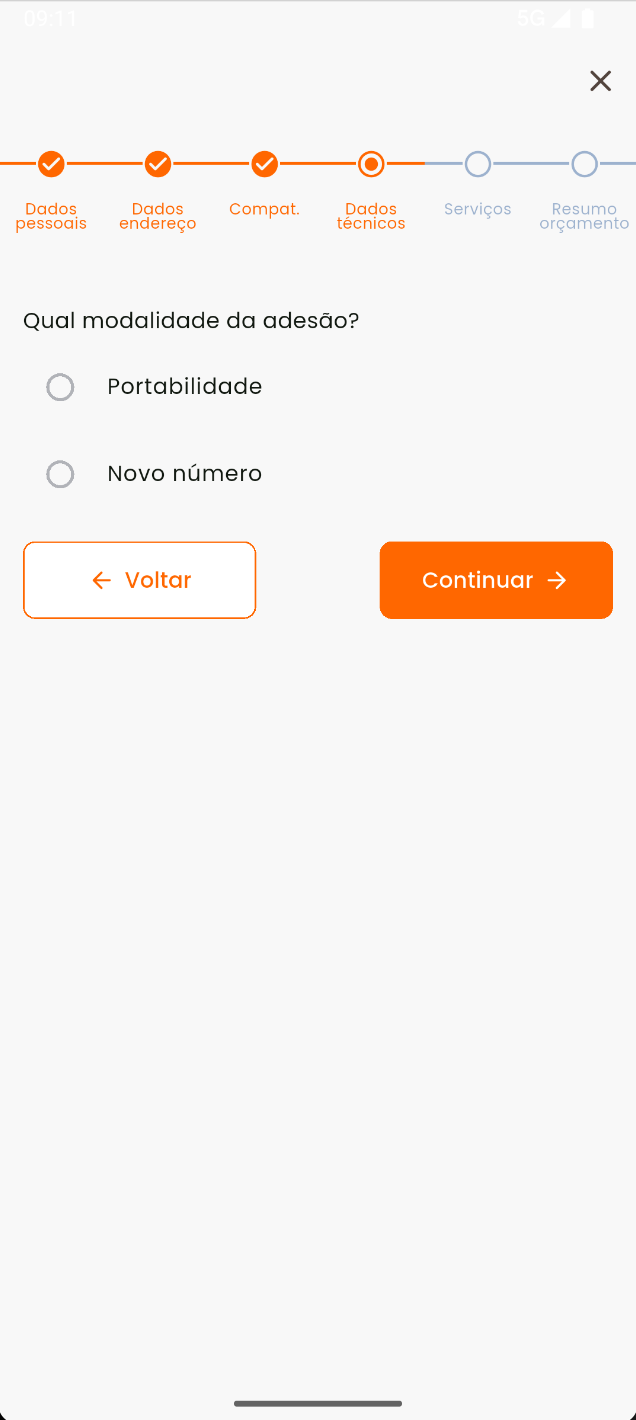 09:11
5G
Dados
pessoais
Dados
endereço
Compat.
Dados
técnicos
Serviços
Resumo
orçamento
Qual modalidade da adesão?
Portabilidade
Novo número
Voltar
Continuar